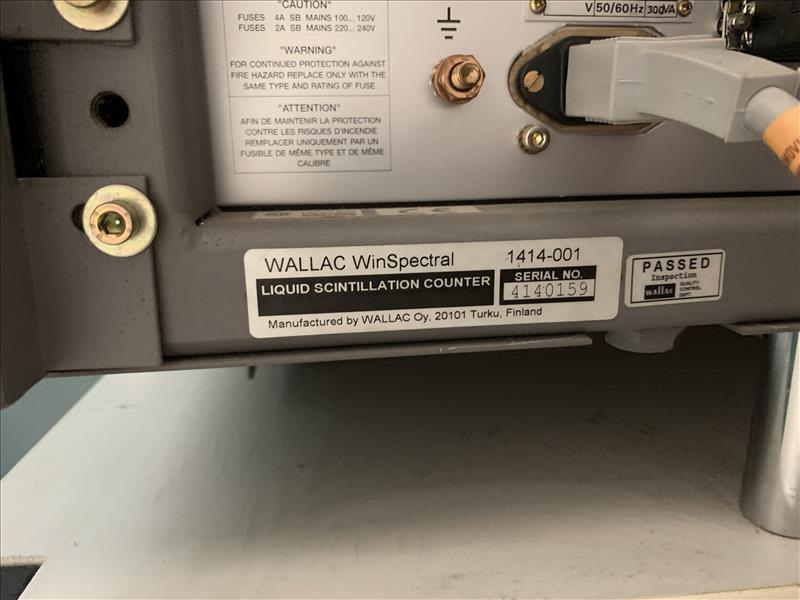 "CAUTION"
FUSES 4A SB MAINS 100... 120V
FUSES 2A SB MAINS 220... 240V
"WARNING"
FOR CONTINUED PROTECTION AGAINST
FIRE HAZARD REPLACE ONLY WITH THE
SAME TYPE AND RATING OF FUSE
"ATTENTION"
AFIN DE MAINTENIR LA PROTECTION
CONTRE LES RISQUES D'INCENDIE
REMPLACER UNIQUEMENT PAR UN
FUSIBLE DE MÊME TYPE ET DE MÊME
CALIBRE
V 50/60Hz 300VA
WALLAC WinSpectral 1414-001
LIQUID SCINTILLATION COUNTER
SERIAL NO.
4140159
Manufactured by WALLAC Oy, 20101 Turku, Finland
PASSED
Inspection
wallac
QUALITY
CONTROL
DEPT.